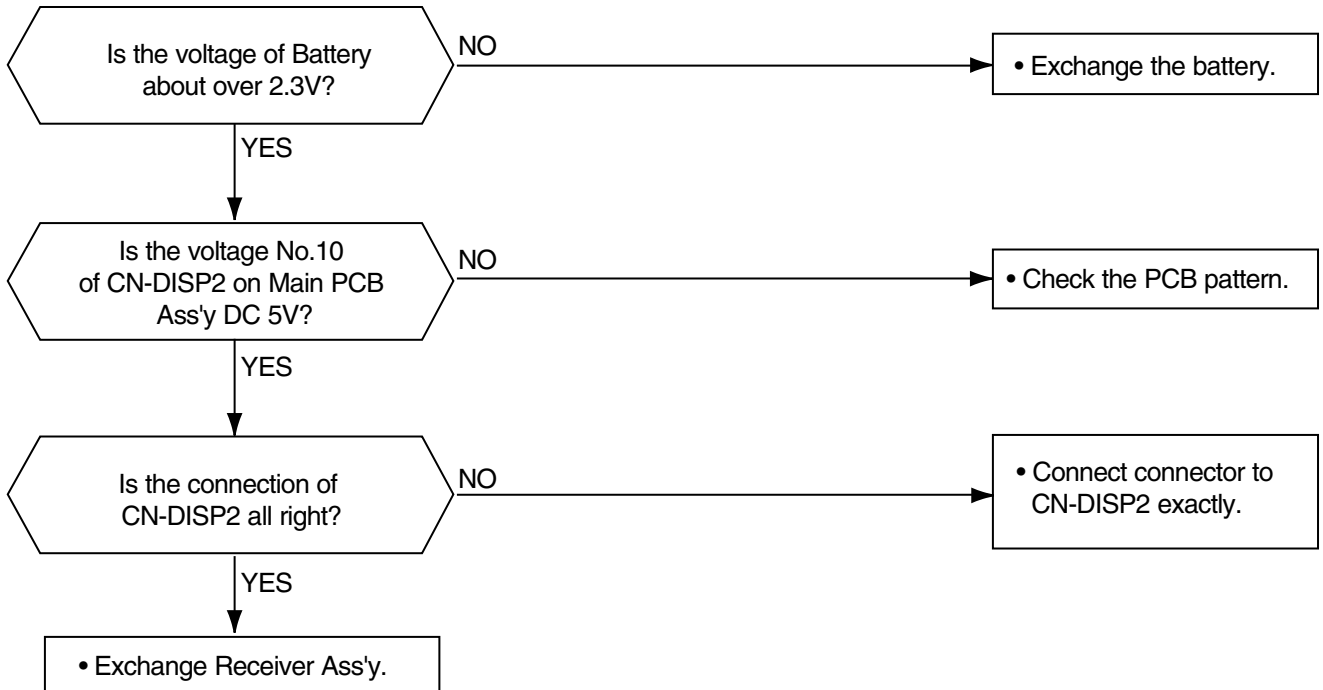 Is the voltage of Battery
about over 2.3V?
NO
• Exchange the battery.
YES
Is the voltage No.10
of CN-DISP2 on Main PCB
Ass'y DC 5V?
NO
• Check the PCB pattern.
YES
Is the connection of
CN-DISP2 all right?
NO
• Connect connector to
CN-DISP2 exactly.
YES
• Exchange Receiver Ass'y.